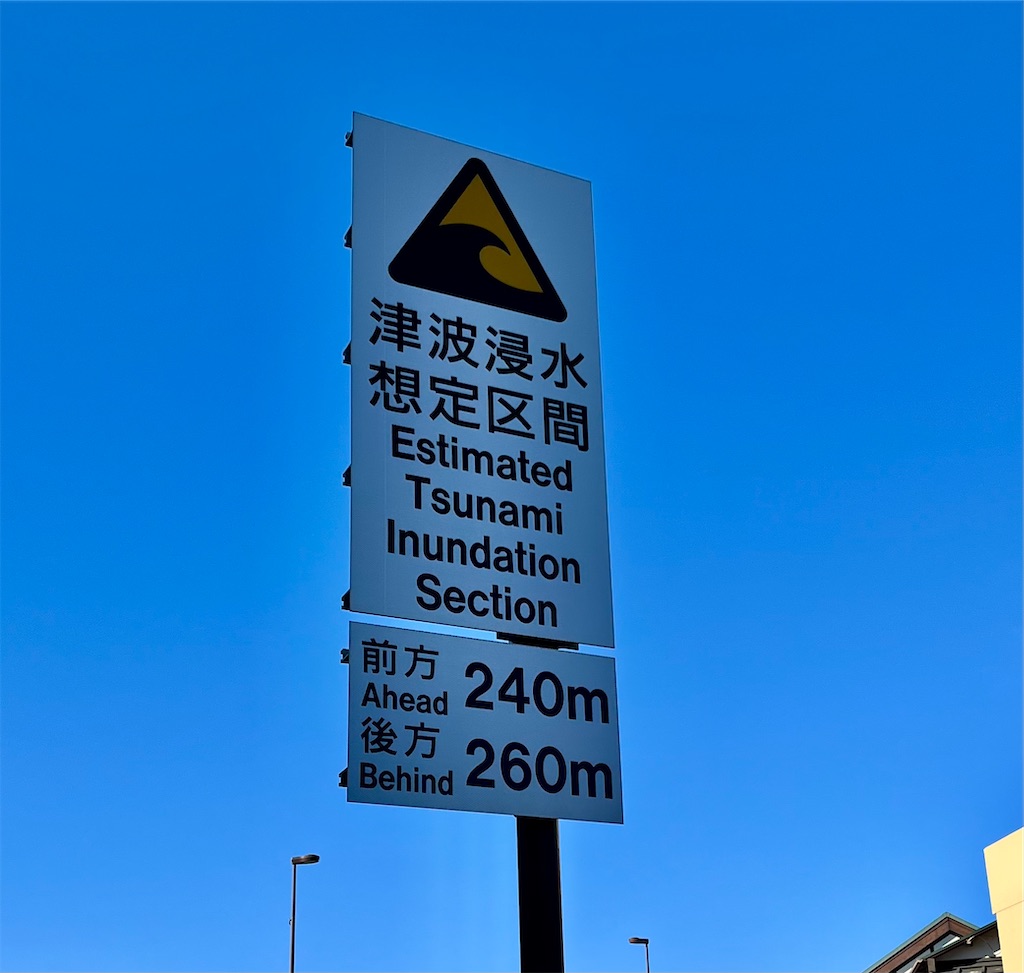 津波浸水
想定区間
Estimated
Tsunami
Inundation
Section
前方
Ahead 240m
後方
Behind 260m